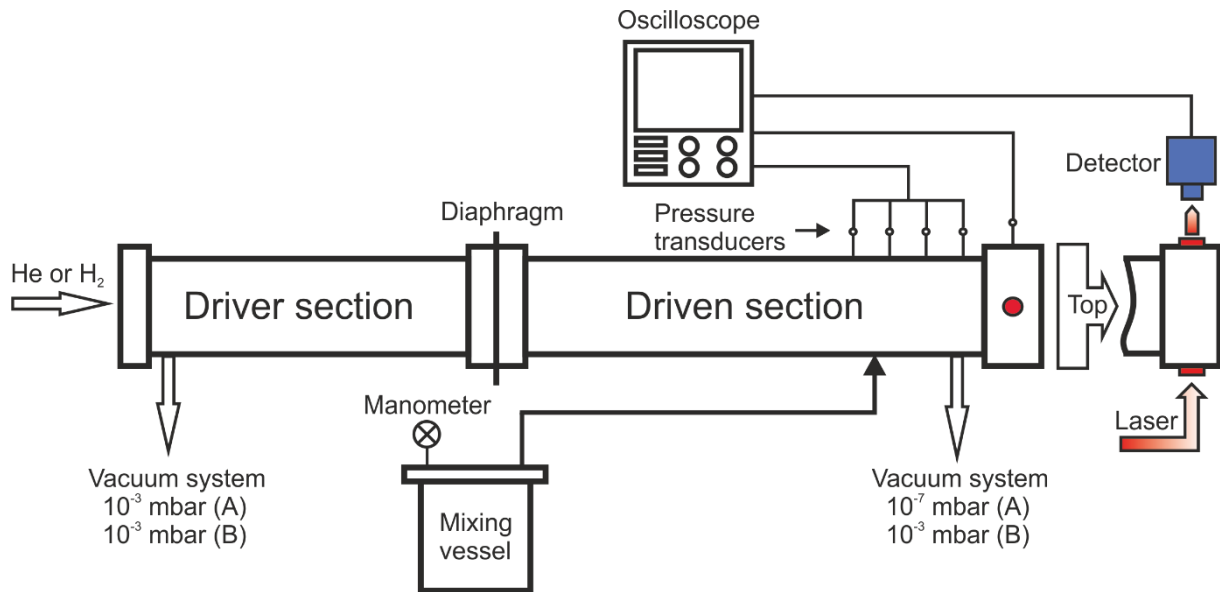 Oscilloscope
Detector
Diaphragm
Pressure
transducers
He or H₂
Driver section
Driven section
Top
Manometer
Laser
Vacuum system
10⁻³ mbar (A)
10⁻³ mbar (B)
Mixing
vessel
Vacuum system
10⁻⁷ mbar (A)
10⁻³ mbar (B)